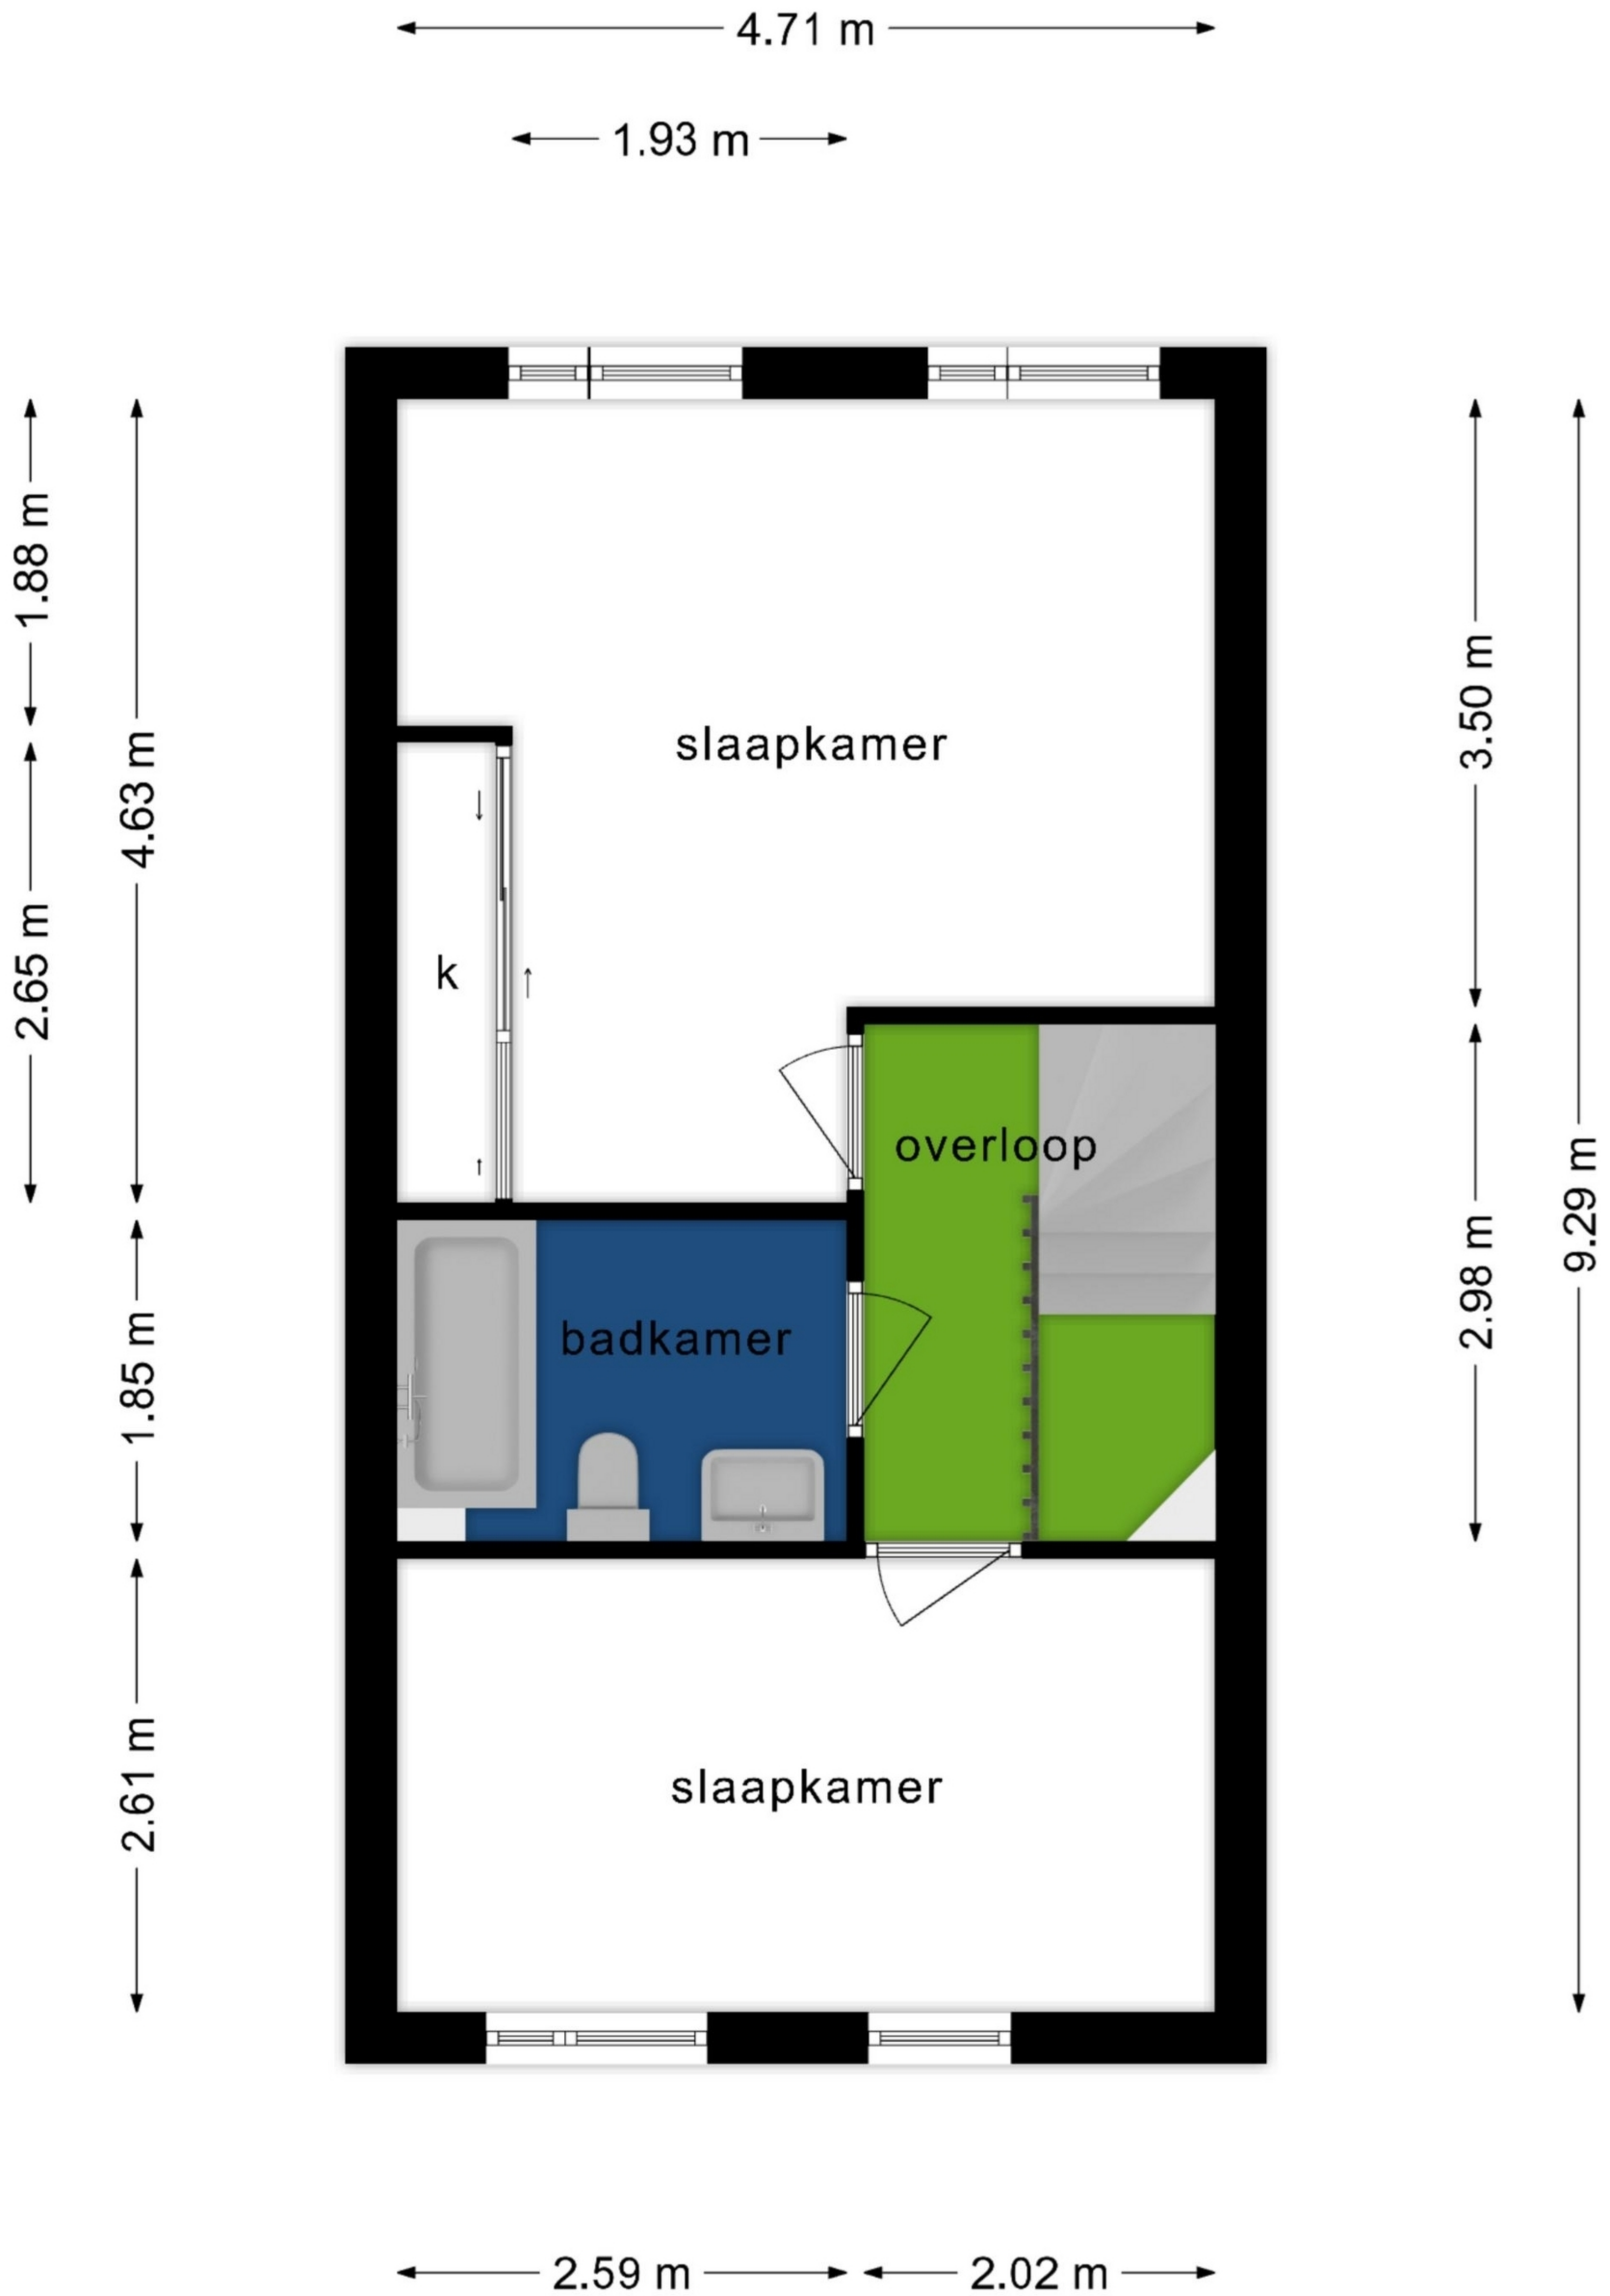 4.71 m
1.93 m
1.88 m
2.65 m
4.63 m
1.85 m
2.61 m
slaapkamer
k
overloop
badkamer
slaapkamer
3.50 m
2.98 m
9.29 m
2.59 m
2.02 m